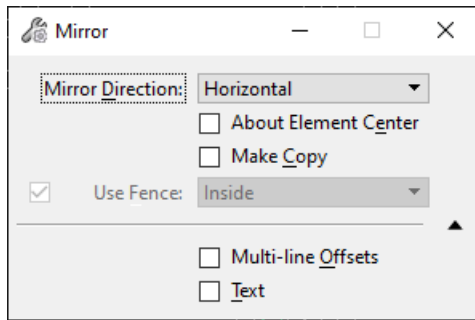 Mirror
Mirror Direction: Horizontal
About Element Center
Make Copy
Use Fence: Inside
Multi-line Offsets
Text